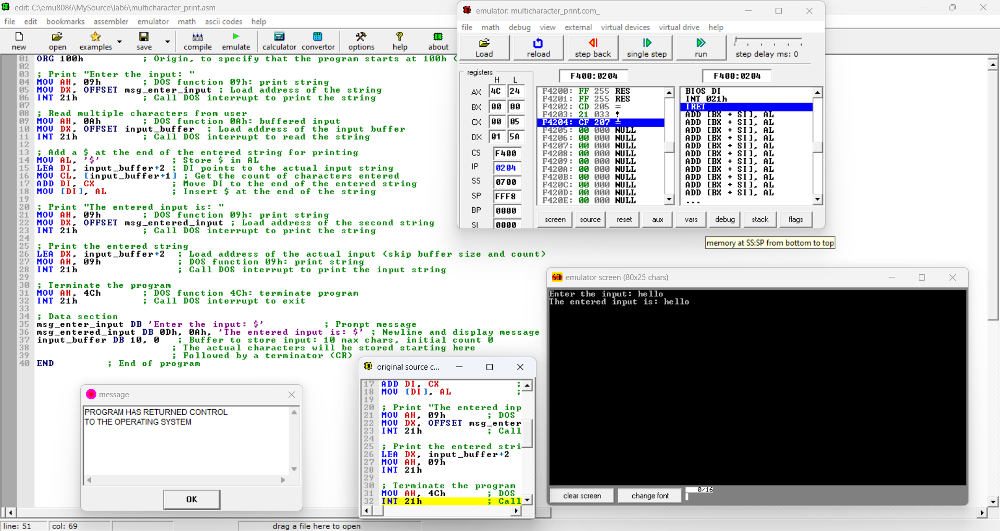 edit: C:\emu8086\MySource\lab6\multicharacter_print.asm
file edit bookmarks assembler emulator math ascii codes help
new open examples save compile emulate calculator convertor options help about
01 ORG 100h ; Origin, to specify that the program starts at 100h (
02
03 ; Print "Enter the input: "
04 MOV AH, 09h ; DOS function 09h: print string
05 MOV DX, OFFSET msg_enter_input ; Load address of the string
06 INT 21h ; Call DOS interrupt to print the string
07
08 ; Read multiple characters from user
09 MOV AH, 0Ah ; DOS function 0Ah: buffered input
10 MOV DX, OFFSET input_buffer ; Load address of the input buffer
11 INT 21h ; Call DOS interrupt to read the string
12
13 ; Add a $ at the end of the entered string for printing
14 MOV AL, '$' ; Store $ in AL
15 LEA DI, input_buffer+2 ; DI points to the actual input string
16 MOV CL, [input_buffer+1] ; Get the count of characters entered
17 ADD DI, CX ; Move DI to the end of the entered string
18 MOV [DI], AL ; Insert $ at the end of the string
19
20 ; Print "The entered input is: "
21 MOV AH, 09h ; DOS function 09h: print string
22 MOV DX, OFFSET msg_entered_input ; Load address of the second string
23 INT 21h ; Call DOS interrupt to print the string
24
25 ; Print the entered string
26 LEA DX, input_buffer+2 ; Load address of the actual input (skip buffer size and count)
27 MOV AH, 09h ; DOS function 09h: print string
28 INT 21h ; Call DOS interrupt to print the input string
29
30 ; Terminate the program
31 MOV AH, 4Ch ; DOS function 4Ch: terminate program
32 INT 21h ; Call DOS interrupt to exit
33
34 ; Data section
35 msg_enter_input DB 'Enter the input: $' ; Prompt message
36 msg_entered_input DB 0Dh, 0Ah, 'The entered input is: $' ; Newline and display message
37 input_buffer DB 10, 0 ; Buffer to store input: 10 max chars, initial count 0
38 ; The actual characters will be stored starting here
39 ; Followed by a terminator (CR)
40 END ; End of program
emulator: multicharacter_print.com_
file math debug view external virtual devices virtual drive help
Load reload step back single step run step delay ms: 0
registers
H L
AX 4C 24
BX 00 00
CX 00 05
DX 01 5A
CS F400
IP 0204
SS 0700
SP FFF8
BP 0000
SI 0000
F400:0204
F4200: FF 255 RES
F4201: FF 255 RES
F4202: CD 205 =
F4203: 21 033 !
F4204: CF 207 ╧
F4205: 00 000 NULL
F4206: 00 000 NULL
F4207: 00 000 NULL
F4208: 00 000 NULL
F4209: 00 000 NULL
F420A: 00 000 NULL
F420B: 00 000 NULL
F420C: 00 000 NULL
F420D: 00 000 NULL
F420E: 00 000 NULL
F400:0204
BIOS DI
INT 021h
IRET
ADD [BX + SI], AL
ADD [BX + SI], AL
ADD [BX + SI], AL
ADD [BX + SI], AL
ADD [BX + SI], AL
ADD [BX + SI], AL
ADD [BX + SI], AL
ADD [BX + SI], AL
ADD [BX + SI], AL
ADD [BX + SI], AL
ADD [BX + SI], AL
...
screen source reset aux vars debug stack flags
memory at SS:SP from bottom to top
SCR emulator screen (80x25 chars)
Enter the input: hello
The entered input is: hello
clear screen change font 0/16
original source c...
17 ADD DI, CX ;
18 MOV [DI], AL ;
19
20 ; Print "The entered inp
21 MOV AH, 09h ; DOS
22 MOV DX, OFFSET msg_enter
23 INT 21h ; Call
24
25 ; Print the entered stri
26 LEA DX, input_buffer+2
27 MOV AH, 09h
28 INT 21h
29
30 ; Terminate the program
31 MOV AH, 4Ch ; DOS
32 INT 21h ; Call
message
PROGRAM HAS RETURNED CONTROL
TO THE OPERATING SYSTEM
OK
line: 51 col: 69 drag a file here to open